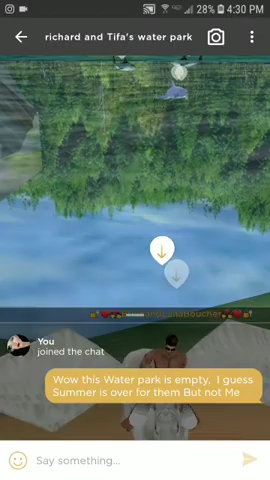 28% 4:30 PM
richard and Tifa's water park
You
joined the chat
Wow this Water park is empty, I guess
Summer is over for them But not Me
Say something...